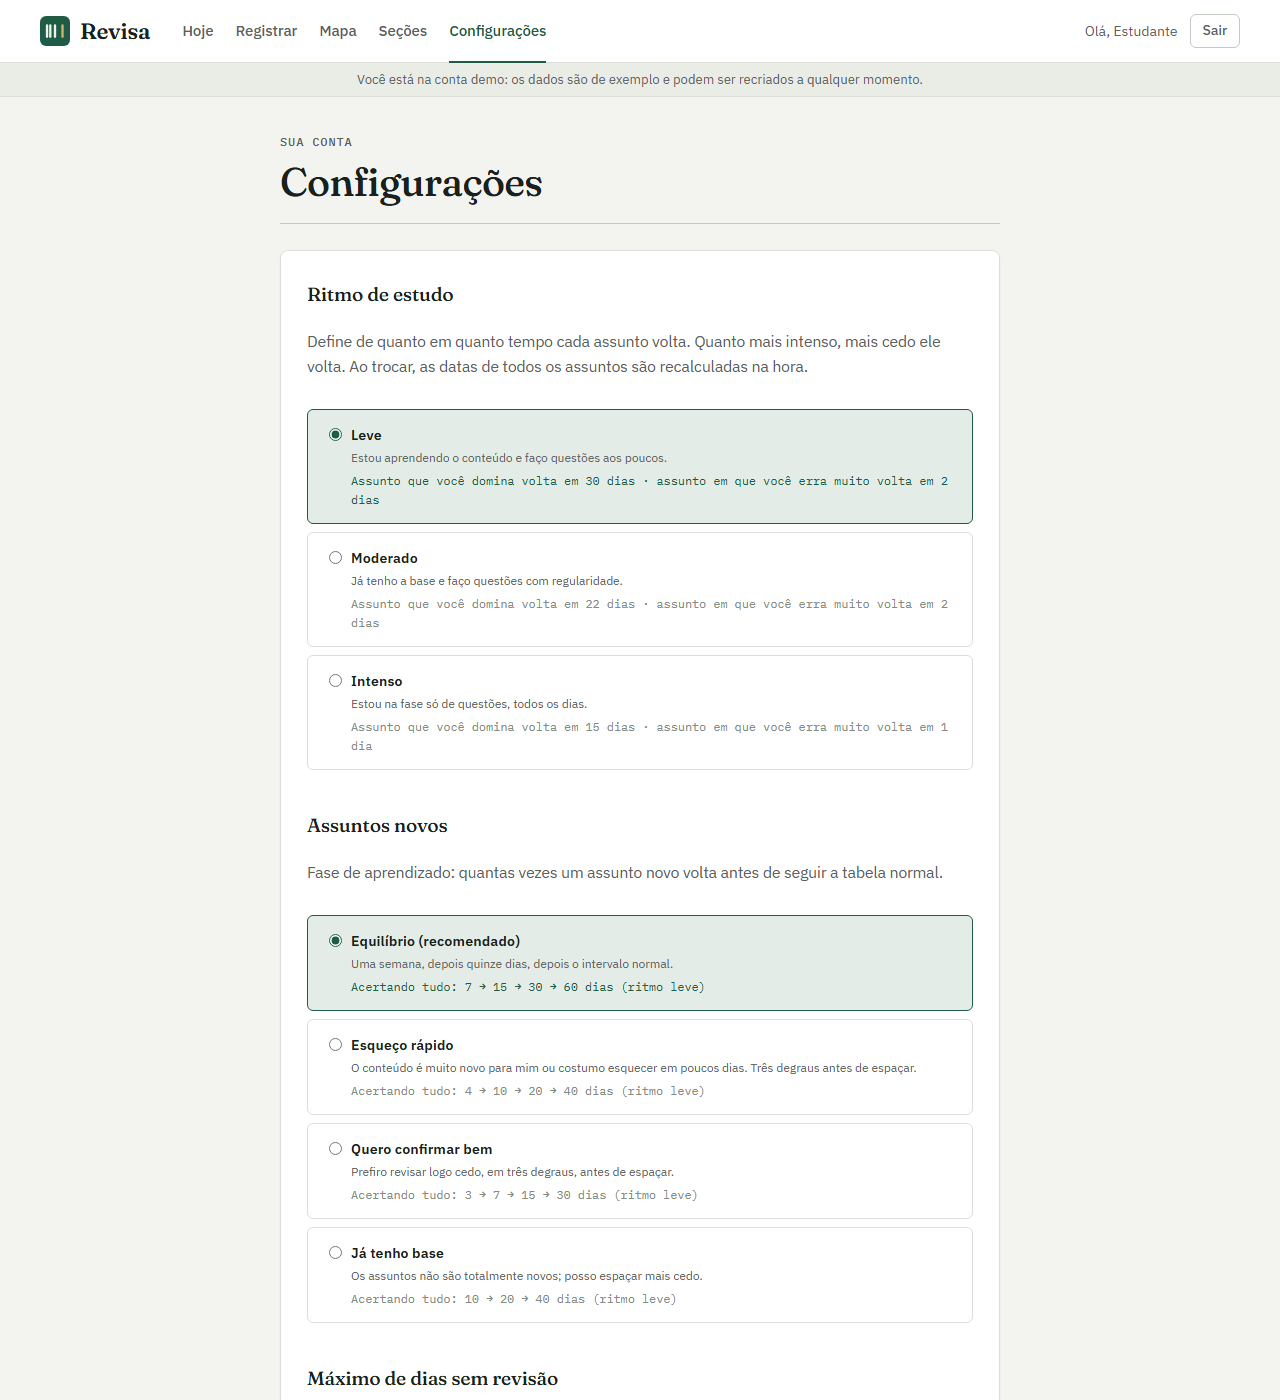 Revisa
Hoje
Registrar
Mapa
Seções
Configurações
Olá, Estudante
Sair
Você está na conta demo: os dados são de exemplo e podem ser recriados a qualquer momento.
SUA CONTA
Configurações
Ritmo de estudo
Define de quanto em quanto tempo cada assunto volta. Quanto mais intenso, mais cedo ele
volta. Ao trocar, as datas de todos os assuntos são recalculadas na hora.
Leve
Estou aprendendo o conteúdo e faço questões aos poucos.
Assunto que você domina volta em 30 dias · assunto em que você erra muito volta em 2
dias
Moderado
Já tenho a base e faço questões com regularidade.
Assunto que você domina volta em 22 dias · assunto em que você erra muito volta em 2
dias
Intenso
Estou na fase só de questões, todos os dias.
Assunto que você domina volta em 15 dias · assunto em que você erra muito volta em 1
dia
Assuntos novos
Fase de aprendizado: quantas vezes um assunto novo volta antes de seguir a tabela normal.
Equilíbrio (recomendado)
Uma semana, depois quinze dias, depois o intervalo normal.
Acertando tudo: 7 → 15 → 30 → 60 dias (ritmo leve)
Esqueço rápido
O conteúdo é muito novo para mim ou costumo esquecer em poucos dias. Três degraus antes de espaçar.
Acertando tudo: 4 → 10 → 20 → 40 dias (ritmo leve)
Quero confirmar bem
Prefiro revisar logo cedo, em três degraus, antes de espaçar.
Acertando tudo: 3 → 7 → 15 → 30 dias (ritmo leve)
Já tenho base
Os assuntos não são totalmente novos; posso espaçar mais cedo.
Acertando tudo: 10 → 20 → 40 dias (ritmo leve)
Máximo de dias sem revisão